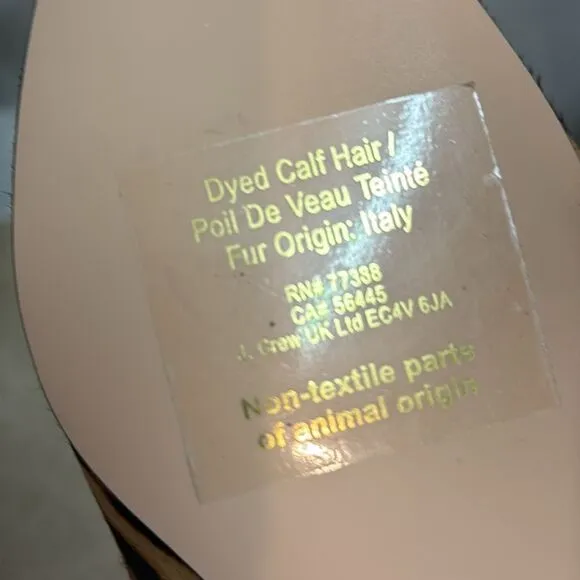 Dyed Calf Hair /
Poil De Veau Teinté
Fur Origin: Italy
RN# 77388
CA# 56445
J. Crew UK Ltd EC4V 6JA
Non-textile parts
of animal origin